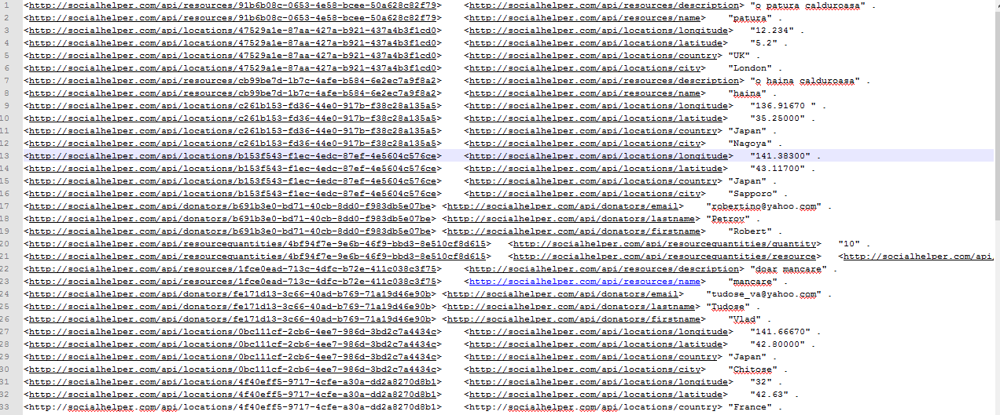 1 <http://socialhelper.com/api/resources/91b6b08c-0653-4e58-bcee-50a628c82f79> <http://socialhelper.com/api/resources/description> "o patura calduroasa" .
2 <http://socialhelper.com/api/resources/91b6b08c-0653-4e58-bcee-50a628c82f79> <http://socialhelper.com/api/resources/name> "patura" .
3 <http://socialhelper.com/api/locations/47529a1e-87aa-427a-b921-437a4b3f1cd0> <http://socialhelper.com/api/locations/longitude> "12.234" .
4 <http://socialhelper.com/api/locations/47529a1e-87aa-427a-b921-437a4b3f1cd0> <http://socialhelper.com/api/locations/latitude> "5.2" .
5 <http://socialhelper.com/api/locations/47529a1e-87aa-427a-b921-437a4b3f1cd0> <http://socialhelper.com/api/locations/country> "UK" .
6 <http://socialhelper.com/api/locations/47529a1e-87aa-427a-b921-437a4b3f1cd0> <http://socialhelper.com/api/locations/city> "London" .
7 <http://socialhelper.com/api/resources/cb99be7d-1b7c-4afe-b584-6e2ec7a9f8a2> <http://socialhelper.com/api/resources/description> "o haina calduroasa" .
8 <http://socialhelper.com/api/resources/cb99be7d-1b7c-4afe-b584-6e2ec7a9f8a2> <http://socialhelper.com/api/resources/name> "haina" .
9 <http://socialhelper.com/api/locations/c261b153-fd36-44e0-917b-f38c28a135a5> <http://socialhelper.com/api/locations/longitude> "136.91670 " .
10 <http://socialhelper.com/api/locations/c261b153-fd36-44e0-917b-f38c28a135a5> <http://socialhelper.com/api/locations/latitude> "35.25000" .
11 <http://socialhelper.com/api/locations/c261b153-fd36-44e0-917b-f38c28a135a5> <http://socialhelper.com/api/locations/country> "Japan" .
12 <http://socialhelper.com/api/locations/c261b153-fd36-44e0-917b-f38c28a135a5> <http://socialhelper.com/api/locations/city> "Nagoya" .
13 <http://socialhelper.com/api/locations/b153f543-f1ec-4edc-87ef-4e5604c576ce> <http://socialhelper.com/api/locations/longitude> "141.38300" .
14 <http://socialhelper.com/api/locations/b153f543-f1ec-4edc-87ef-4e5604c576ce> <http://socialhelper.com/api/locations/latitude> "43.11700" .
15 <http://socialhelper.com/api/locations/b153f543-f1ec-4edc-87ef-4e5604c576ce> <http://socialhelper.com/api/locations/country> "Japan" .
16 <http://socialhelper.com/api/locations/b153f543-f1ec-4edc-87ef-4e5604c576ce> <http://socialhelper.com/api/locations/city> "Sapporo" .
17 <http://socialhelper.com/api/donators/b691b3e0-bd71-40cb-8dd0-f983db5e07be> <http://socialhelper.com/api/donators/email> "robertino@yahoo.com" .
18 <http://socialhelper.com/api/donators/b691b3e0-bd71-40cb-8dd0-f983db5e07be> <http://socialhelper.com/api/donators/lastname> "Petroy" .
19 <http://socialhelper.com/api/donators/b691b3e0-bd71-40cb-8dd0-f983db5e07be> <http://socialhelper.com/api/donators/firstname> "Robert" .
20 <http://socialhelper.com/api/resourcequantities/4bf94f7e-9e6b-46f9-bbd3-8e510cf8d615> <http://socialhelper.com/api/resourcequantities/quantity> "10" .
21 <http://socialhelper.com/api/resourcequantities/4bf94f7e-9e6b-46f9-bbd3-8e510cf8d615> <http://socialhelper.com/api/resourcequantities/resource> <http://socialhelper.com/api/
22 <http://socialhelper.com/api/resources/1fce0ead-713c-4dfc-b72e-411c038c3f75> <http://socialhelper.com/api/resources/description> "doar mancare" .
23 <http://socialhelper.com/api/resources/1fce0ead-713c-4dfc-b72e-411c038c3f75> <http://socialhelper.com/api/resources/name> "mancare" .
24 <http://socialhelper.com/api/donators/fe171d13-3c66-40ad-b769-71a19d46e90b> <http://socialhelper.com/api/donators/email> "tudose_va@yahoo.com" .
25 <http://socialhelper.com/api/donators/fe171d13-3c66-40ad-b769-71a19d46e90b> <http://socialhelper.com/api/donators/lastname> "Tudose" .
26 <http://socialhelper.com/api/donators/fe171d13-3c66-40ad-b769-71a19d46e90b> <http://socialhelper.com/api/donators/firstname> "Vlad" .
27 <http://socialhelper.com/api/locations/0bc111cf-2cb6-4ee7-986d-3bd2c7a4434c> <http://socialhelper.com/api/locations/longitude> "141.66670" .
28 <http://socialhelper.com/api/locations/0bc111cf-2cb6-4ee7-986d-3bd2c7a4434c> <http://socialhelper.com/api/locations/latitude> "42.80000" .
29 <http://socialhelper.com/api/locations/0bc111cf-2cb6-4ee7-986d-3bd2c7a4434c> <http://socialhelper.com/api/locations/country> "Japan" .
30 <http://socialhelper.com/api/locations/0bc111cf-2cb6-4ee7-986d-3bd2c7a4434c> <http://socialhelper.com/api/locations/city> "Chitose" .
31 <http://socialhelper.com/api/locations/4f40eff5-9717-4cfe-a30a-dd2a8270d8b1> <http://socialhelper.com/api/locations/longitude> "32" .
32 <http://socialhelper.com/api/locations/4f40eff5-9717-4cfe-a30a-dd2a8270d8b1> <http://socialhelper.com/api/locations/latitude> "42.63" .
33 <http://socialhelper.com/api/locations/4f40eff5-9717-4cfe-a30a-dd2a8270d8b1> <http://socialhelper.com/api/locations/country> "France" .